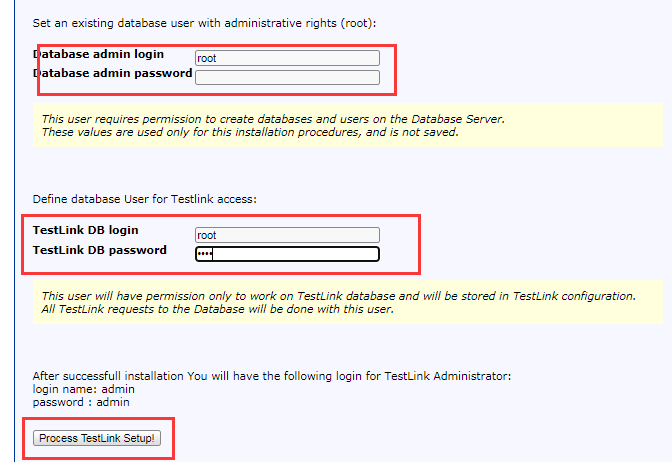 Set an existing database user with administrative rights (root):
Database admin login root
Database admin password
This user requires permission to create databases and users on the Database Server.
These values are used only for this installation procedures, and is not saved.
Define database User for Testlink access:
TestLink DB login root
TestLink DB password ••••
This user will have permission only to work on TestLink database and will be stored in TestLink configuration.
All TestLink requests to the Database will be done with this user.
After successfull installation You will have the following login for TestLink Administrator:
login name: admin
password : admin
Process TestLink Setup!